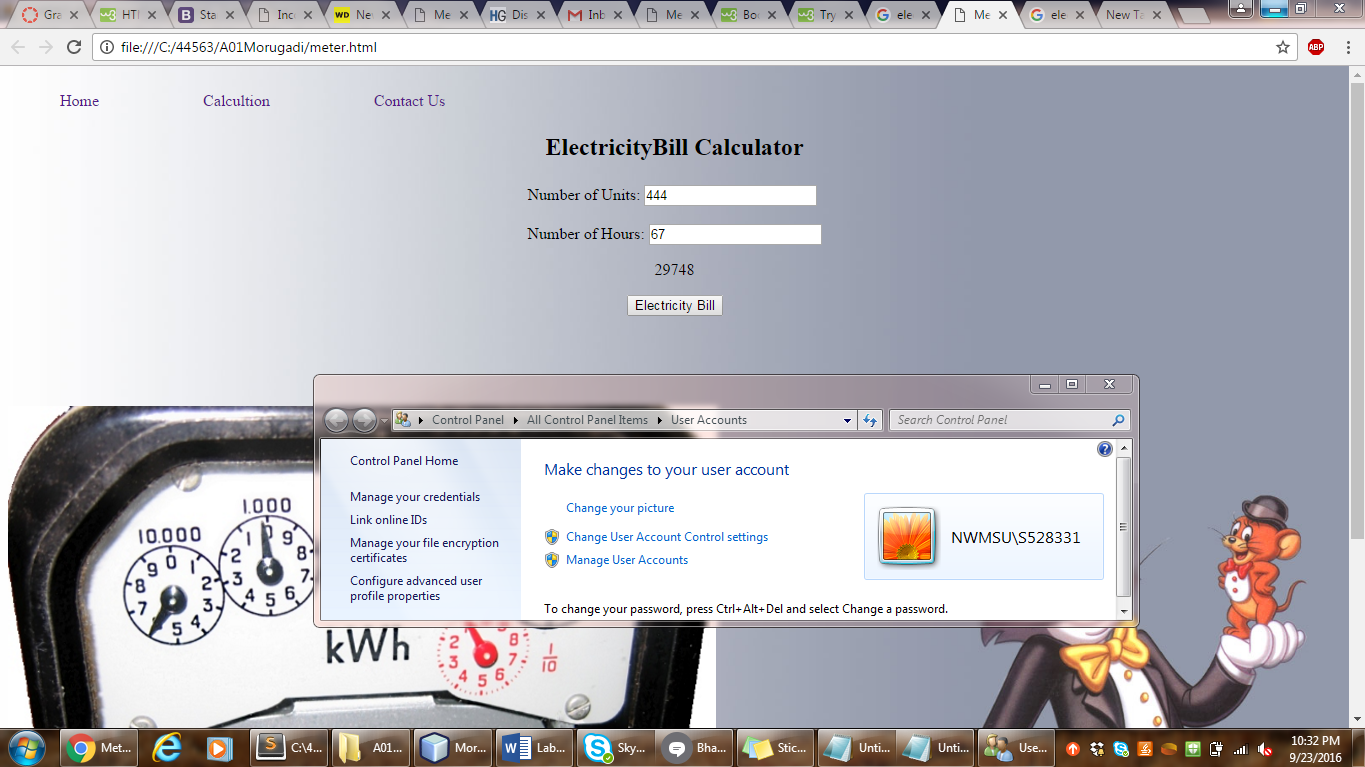 Gra HTI Sta Inc Ne Me Dis Inb Me Boo Try ele Me ele New Ta
file:///C:/44563/A01Morugadi/meter.html ABP
Home Calcultion Contact Us
ElectricityBill Calculator
Number of Units: 444
Number of Hours: 67
29748
Electricity Bill
Control Panel All Control Panel Items User Accounts Search Control Panel
Control Panel Home
Manage your credentials
Link online IDs
Manage your file encryption
certificates
Configure advanced user
profile properties
Make changes to your user account
Change your picture
Change User Account Control settings
Manage User Accounts
NWMSU\S528331
To change your password, press Ctrl+Alt+Del and select Change a password.
1.000
10.000
kWh
1/10
Met... C:\4... A01... Mor... Lab... Sky... Bha... Stic... Unti... Unti... Use...
10:32 PM
9/23/2016